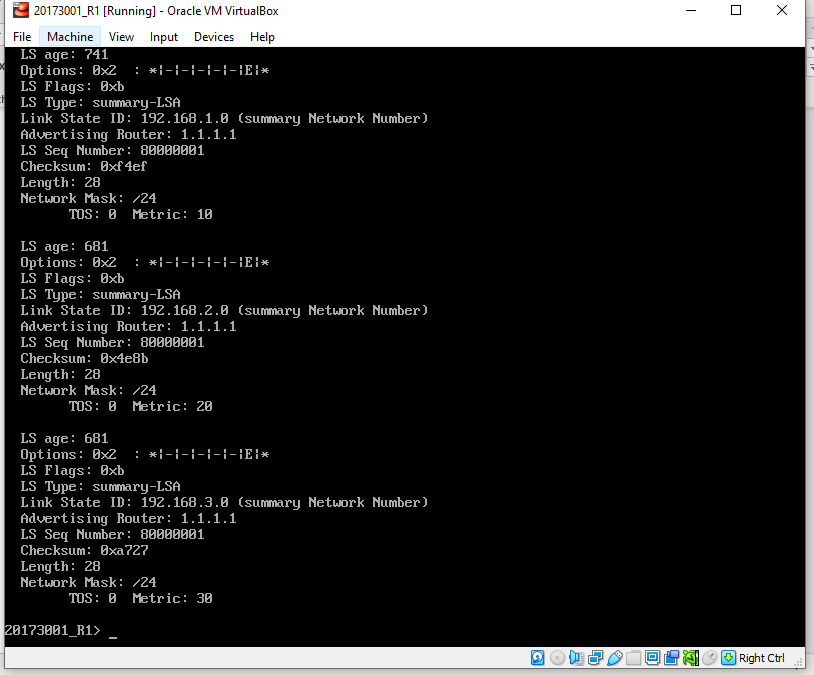 20173001_R1 [Running] - Oracle VM VirtualBox
File Machine View Input Devices Help
LS age: 741
Options: 0x2  : *|-|-|-|-|-|E|*
LS Flags: 0xb
LS Type: summary-LSA
Link State ID: 192.168.1.0 (summary Network Number)
Advertising Router: 1.1.1.1
LS Seq Number: 80000001
Checksum: 0xf4ef
Length: 28
Network Mask: /24
TOS: 0  Metric: 10
LS age: 681
Options: 0x2  : *|-|-|-|-|-|E|*
LS Flags: 0xb
LS Type: summary-LSA
Link State ID: 192.168.2.0 (summary Network Number)
Advertising Router: 1.1.1.1
LS Seq Number: 80000001
Checksum: 0x4e8b
Length: 28
Network Mask: /24
TOS: 0  Metric: 20
LS age: 681
Options: 0x2  : *|-|-|-|-|-|E|*
LS Flags: 0xb
LS Type: summary-LSA
Link State ID: 192.168.3.0 (summary Network Number)
Advertising Router: 1.1.1.1
LS Seq Number: 80000001
Checksum: 0xa727
Length: 28
Network Mask: /24
TOS: 0  Metric: 30
20173001_R1> _
Right Ctrl